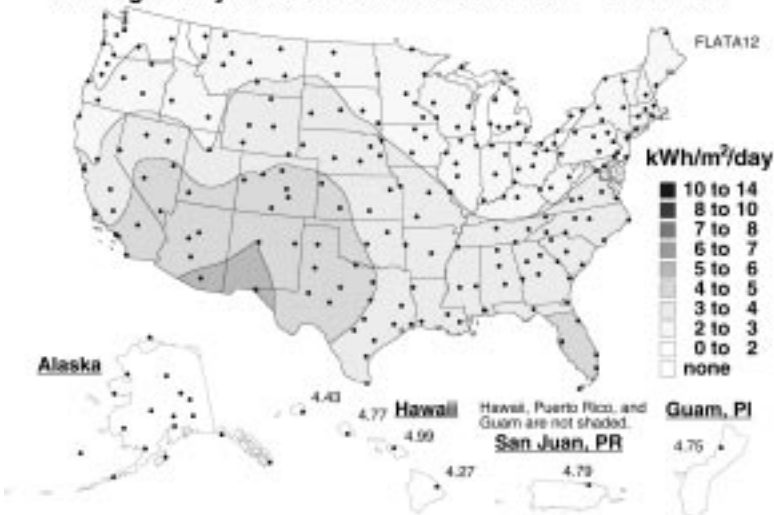 FLATA12
kWh/m²/day
10 to 14
8 to 10
7 to 8
6 to 7
5 to 6
4 to 5
3 to 4
2 to 3
0 to 2
none
Alaska
4.43
4.77
Hawaii
4.99
4.27
Hawaii, Puerto Rico, and
Guam are not shaded.
San Juan, PR
4.79
Guam, PI
4.75